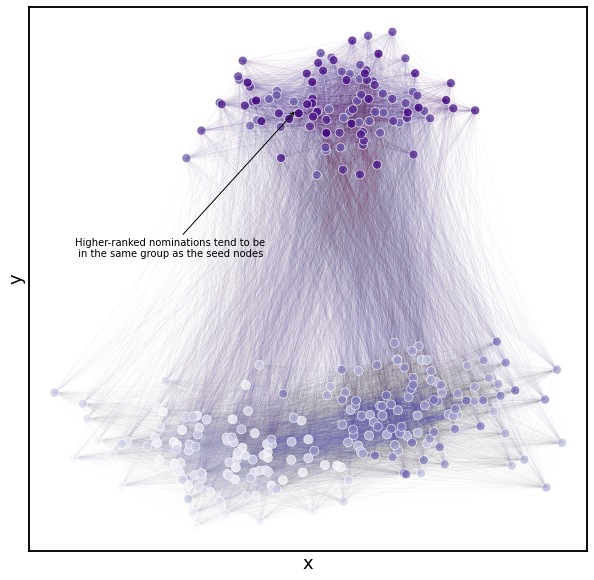 Higher-ranked nominations tend to be
in the same group as the seed nodes
y
x